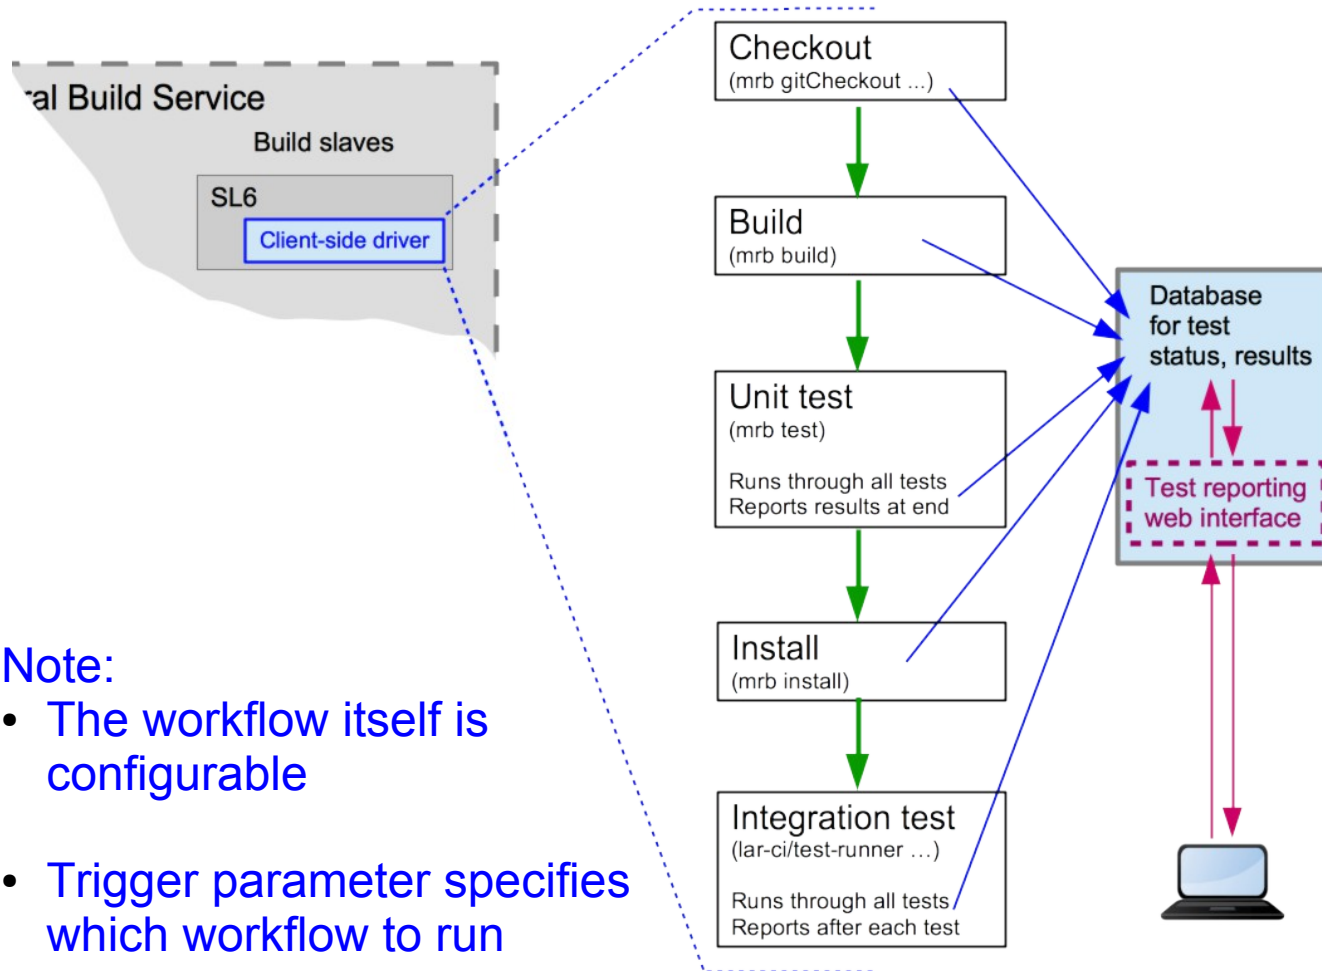 Build Service
Build slaves
SL6
Client-side driver
Checkout
(mrb gitCheckout ...)
Build
(mrb build)
Unit test
(mrb test)
Runs through all tests
Reports results at end
Install
(mrb install)
Integration test
(lar-ci/test-runner ...)
Runs through all tests
Reports after each test
Database
for test
status, results
Test reporting
web interface
Note:
• The workflow itself is
configurable
• Trigger parameter specifies
which workflow to run